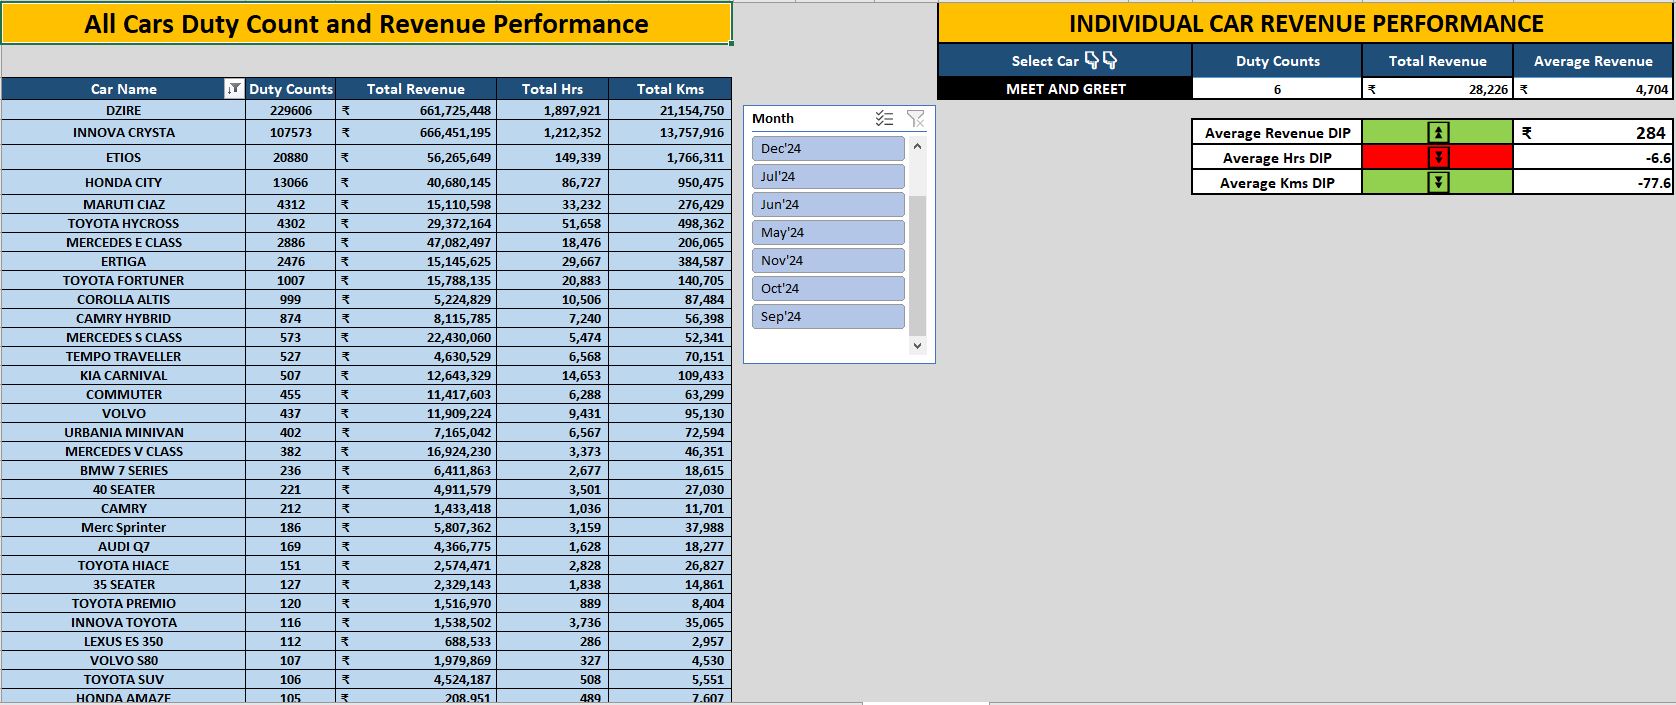 All Cars Duty Count and Revenue Performance
Car Name Duty Counts Total Revenue Total Hrs Total Kms
DZIRE 229606 ₹ 661,725,448 1,897,921 21,154,750
INNOVA CRYSTA 107573 ₹ 666,451,195 1,212,352 13,757,916
ETIOS 20880 ₹ 56,265,649 149,339 1,766,311
HONDA CITY 13066 ₹ 40,680,145 86,727 950,475
MARUTI CIAZ 4312 ₹ 15,110,598 33,232 276,429
TOYOTA HYCROSS 4302 ₹ 29,372,164 51,658 498,362
MERCEDES E CLASS 2886 ₹ 47,082,497 18,476 206,065
ERTIGA 2476 ₹ 15,145,625 29,667 384,587
TOYOTA FORTUNER 1007 ₹ 15,788,135 20,883 140,705
COROLLA ALTIS 999 ₹ 5,224,829 10,506 87,484
CAMRY HYBRID 874 ₹ 8,115,785 7,240 56,398
MERCEDES S CLASS 573 ₹ 22,430,060 5,474 52,341
TEMPO TRAVELLER 527 ₹ 4,630,529 6,568 70,151
KIA CARNIVAL 507 ₹ 12,643,329 14,653 109,433
COMMUTER 455 ₹ 11,417,603 6,288 63,299
VOLVO 437 ₹ 11,909,224 9,431 95,130
URBANIA MINIVAN 402 ₹ 7,165,042 6,567 72,594
MERCEDES V CLASS 382 ₹ 16,924,230 3,373 46,351
BMW 7 SERIES 236 ₹ 6,411,863 2,677 18,615
40 SEATER 221 ₹ 4,911,579 3,501 27,030
CAMRY 212 ₹ 1,433,418 1,036 11,701
Merc Sprinter 186 ₹ 5,807,362 3,159 37,988
AUDI Q7 169 ₹ 4,366,775 1,628 18,277
TOYOTA HIACE 151 ₹ 2,574,471 2,828 26,827
35 SEATER 127 ₹ 2,329,143 1,838 14,861
TOYOTA PREMIO 120 ₹ 1,516,970 889 8,404
INNOVA TOYOTA 116 ₹ 1,538,502 3,736 35,065
LEXUS ES 350 112 ₹ 688,533 286 2,957
VOLVO S80 107 ₹ 1,979,869 327 4,530
TOYOTA SUV 106 ₹ 4,524,187 508 5,551
HONDA AMAZE 105 ₹ 208,951 489 7,607
Month
Dec'24
Jul'24
Jun'24
May'24
Nov'24
Oct'24
Sep'24
INDIVIDUAL CAR REVENUE PERFORMANCE
Select Car Duty Counts Total Revenue Average Revenue
MEET AND GREET 6 ₹ 28,226 ₹ 4,704
Average Revenue DIP ₹ 284
Average Hrs DIP -6.6
Average Kms DIP -77.6